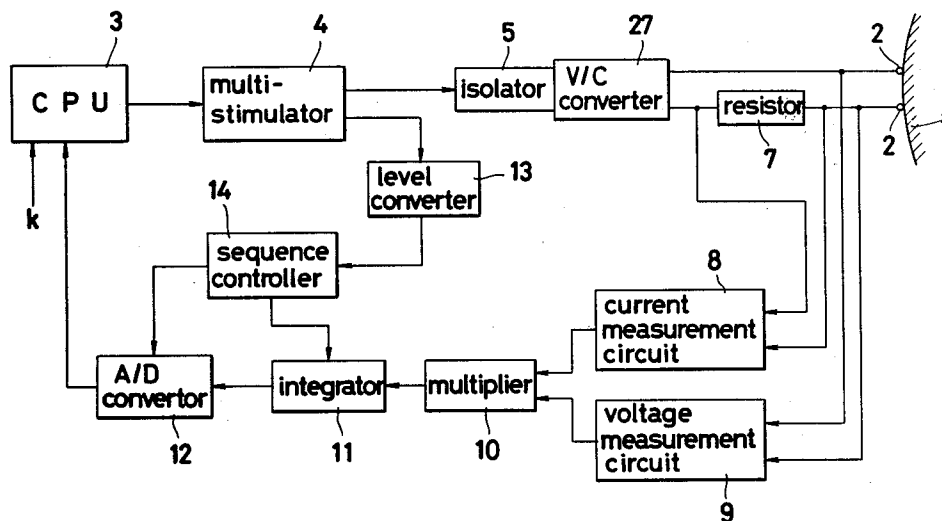 3
C P U
k
4
multi-
stimulator
5
isolator
27
V/C
converter
2
resistor
7
2
level
converter
13
14
sequence
controller
8
current
measurement
circuit
A/D
convertor
12
integrator
11
multiplier
10
voltage
measurement
circuit
9